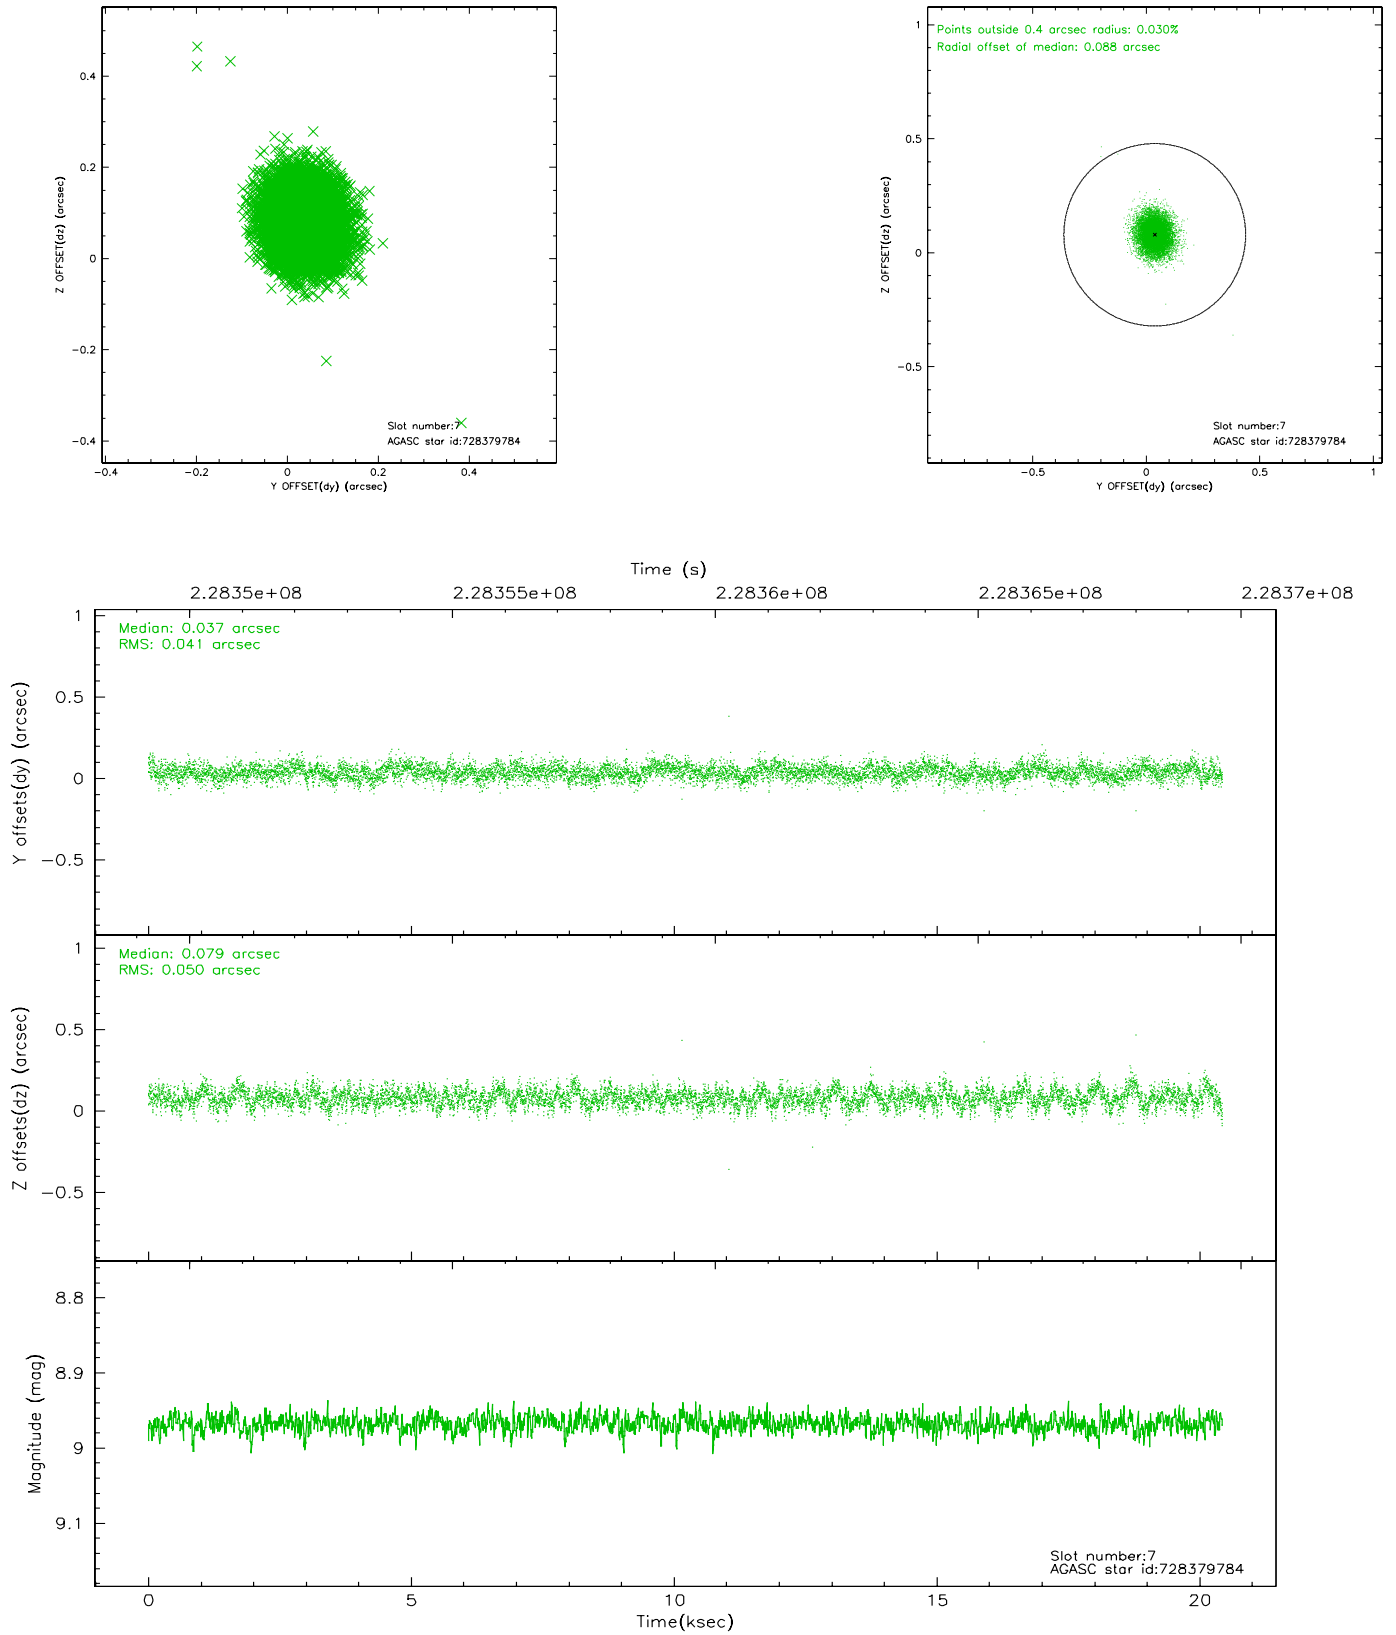 0.4
0.2
0
−0.2
−0.4
Z OFFSET(dz) (arcsec)
−0.4 −0.2 0 0.2 0.4
Y OFFSET(dy) (arcsec)
Slot number:7
AGASC star id:728379784
Points outside 0.4 arcsec radius: 0.030%
Radial offset of median: 0.088 arcsec
1
0.5
0
−0.5
Z OFFSET(dz) (arcsec)
−0.5 0 0.5 1
Y OFFSET(dy) (arcsec)
Slot number:7
AGASC star id:728379784
Time (s)
2.2835e+08 2.28355e+08 2.2836e+08 2.28365e+08 2.2837e+08
Median: 0.037 arcsec
RMS: 0.041 arcsec
1
0.5
0
−0.5
Y offsets(dy) (arcsec)
Median: 0.079 arcsec
RMS: 0.050 arcsec
1
0.5
0
−0.5
Z offsets(dz) (arcsec)
8.8
8.9
9
9.1
Magnitude (mag)
Slot number:7
AGASC star id:728379784
0 5 10 15 20
Time(ksec)